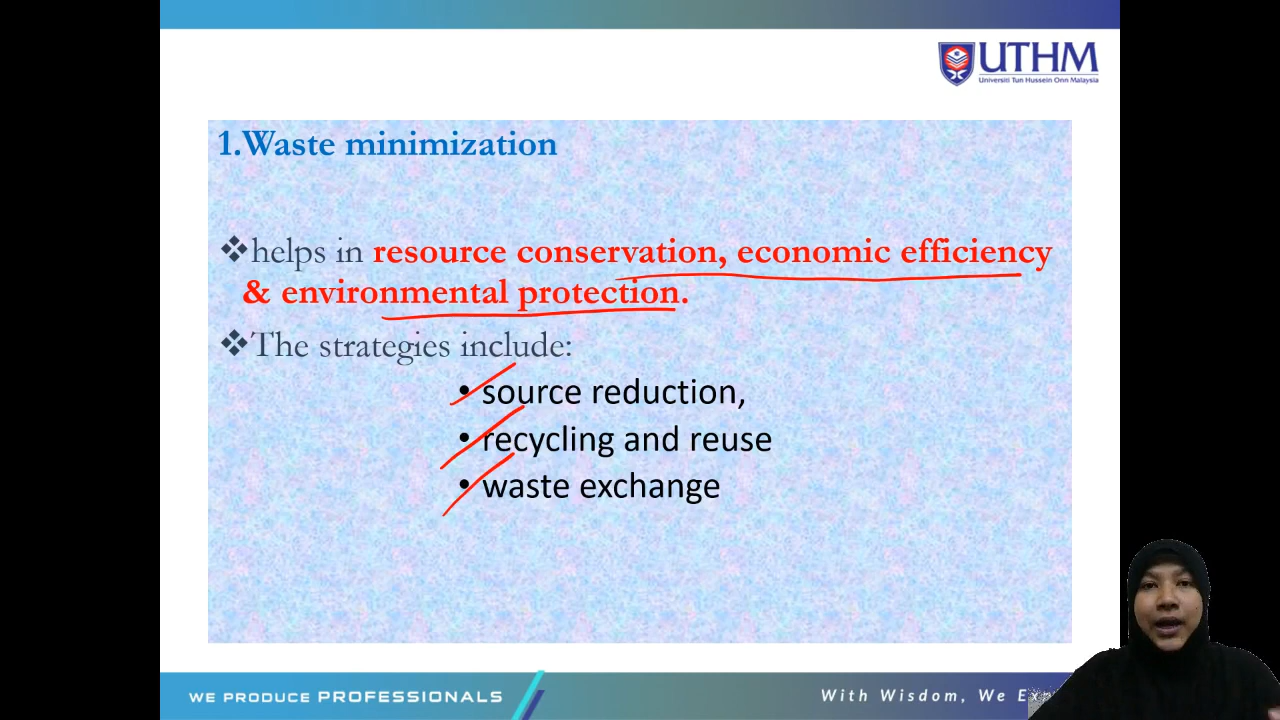 UTHM
Universiti Tun Hussein Onn Malaysia
1.Waste minimization
❖helps in resource conservation, economic efficiency
& environmental protection.
❖The strategies include:
• source reduction,
• recycling and reuse
• waste exchange
WE PRODUCE PROFESSIONALS
With Wisdom, We